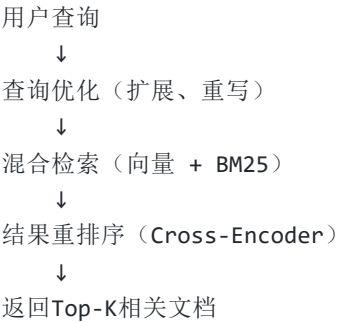 用户查询
↓
查询优化（扩展、重写）
↓
混合检索（向量 + BM25）
↓
结果重排序（Cross-Encoder）
↓
返回Top-K相关文档